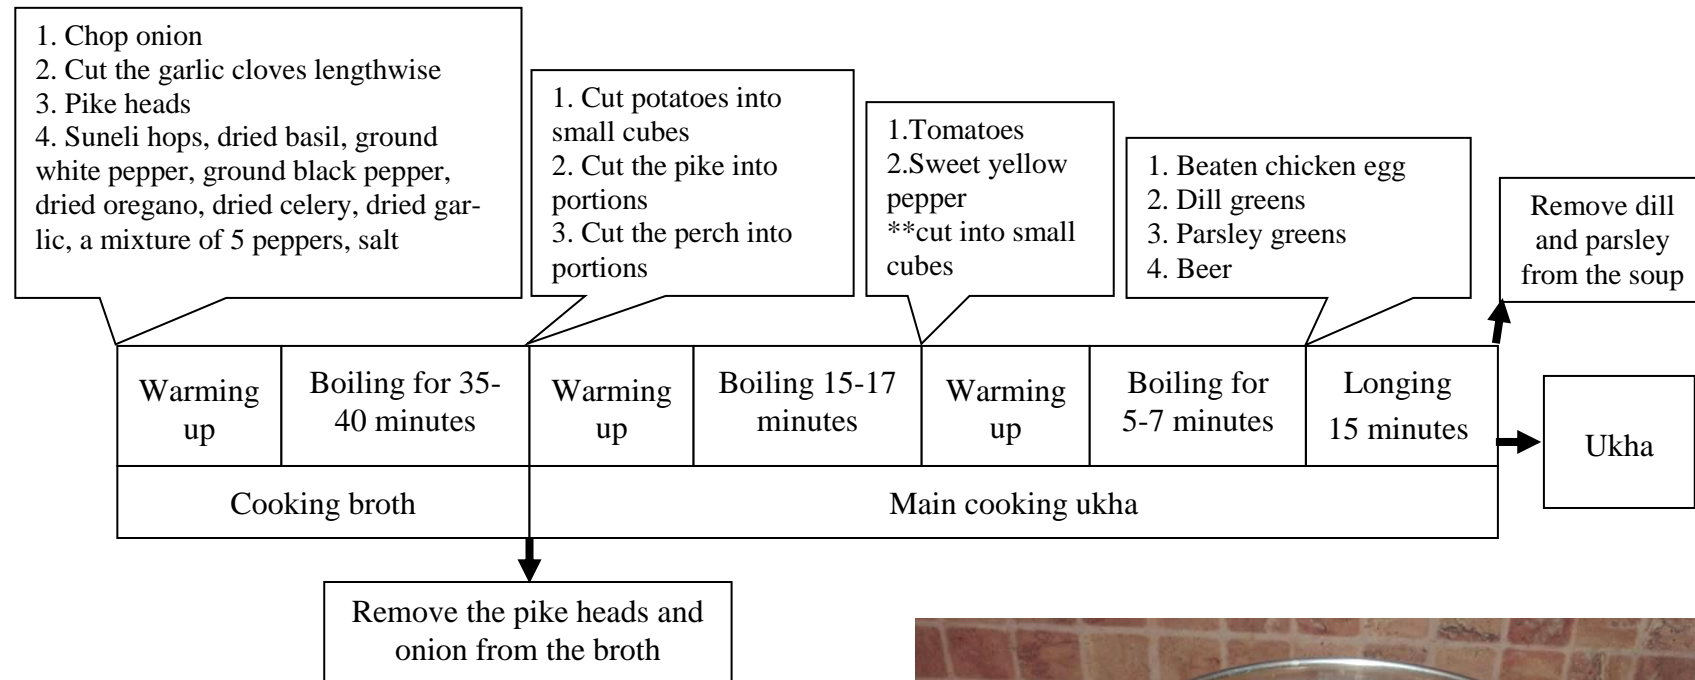 1. Chop onion
2. Cut the garlic cloves lengthwise
3. Pike heads
4. Suneli hops, dried basil, ground
white pepper, ground black pepper,
dried oregano, dried celery, dried gar-
lic, a mixture of 5 peppers, salt
1. Cut potatoes into
small cubes
2. Cut the pike into
portions
3. Cut the perch into
portions
1.Tomatoes
2.Sweet yellow
pepper
**cut into small
cubes
1. Beaten chicken egg
2. Dill greens
3. Parsley greens
4. Beer
Remove dill
and parsley
from the soup
Warming
up
Boiling for 35-
40 minutes
Warming
up
Boiling 15-17
minutes
Warming
up
Boiling for
5-7 minutes
Longing
15 minutes
Ukha
Cooking broth
Main cooking ukha
Remove the pike heads and
onion from the broth